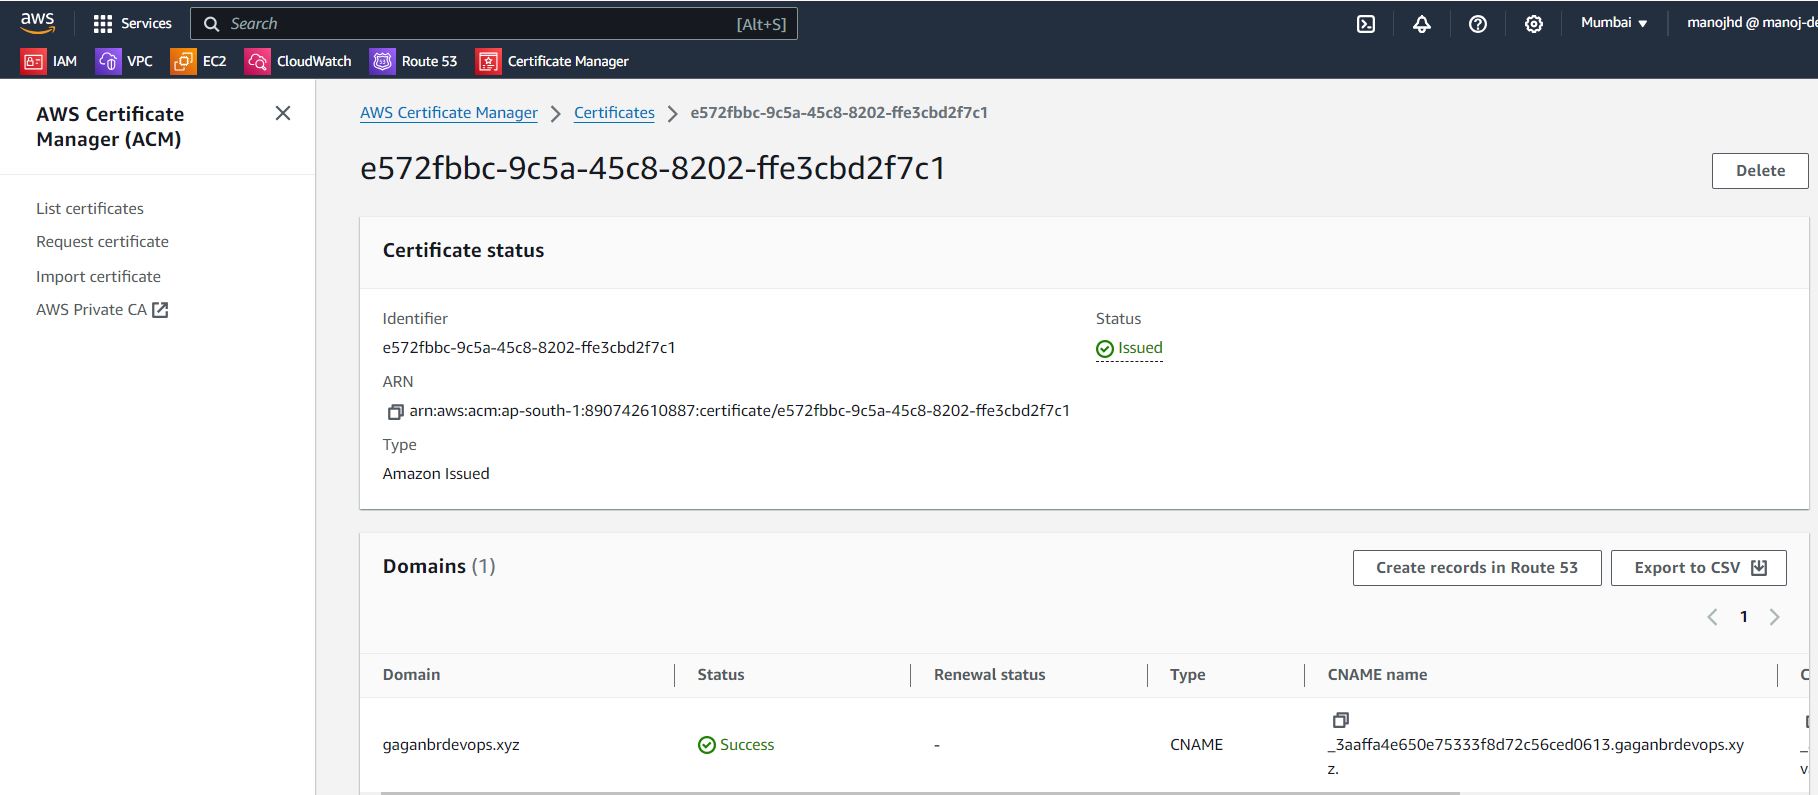 aws
Services
Search
[Alt+S]
Mumbai
manojhd @ manoj-de
IAM
VPC
EC2
CloudWatch
Route 53
Certificate Manager
AWS Certificate
Manager (ACM)
List certificates
Request certificate
Import certificate
AWS Private CA
AWS Certificate Manager
Certificates
e572fbbc-9c5a-45c8-8202-ffe3cbd2f7c1
e572fbbc-9c5a-45c8-8202-ffe3cbd2f7c1
Delete
Certificate status
Identifier
e572fbbc-9c5a-45c8-8202-ffe3cbd2f7c1
Status
Issued
ARN
arn:aws:acm:ap-south-1:890742610887:certificate/e572fbbc-9c5a-45c8-8202-ffe3cbd2f7c1
Type
Amazon Issued
Domains (1)
Create records in Route 53
Export to CSV
1
Domain
Status
Renewal status
Type
CNAME name
gaganbrdevops.xyz
Success
-
CNAME
_3aaffa4e650e75333f8d72c56ced0613.gaganbrdevops.xy
z.